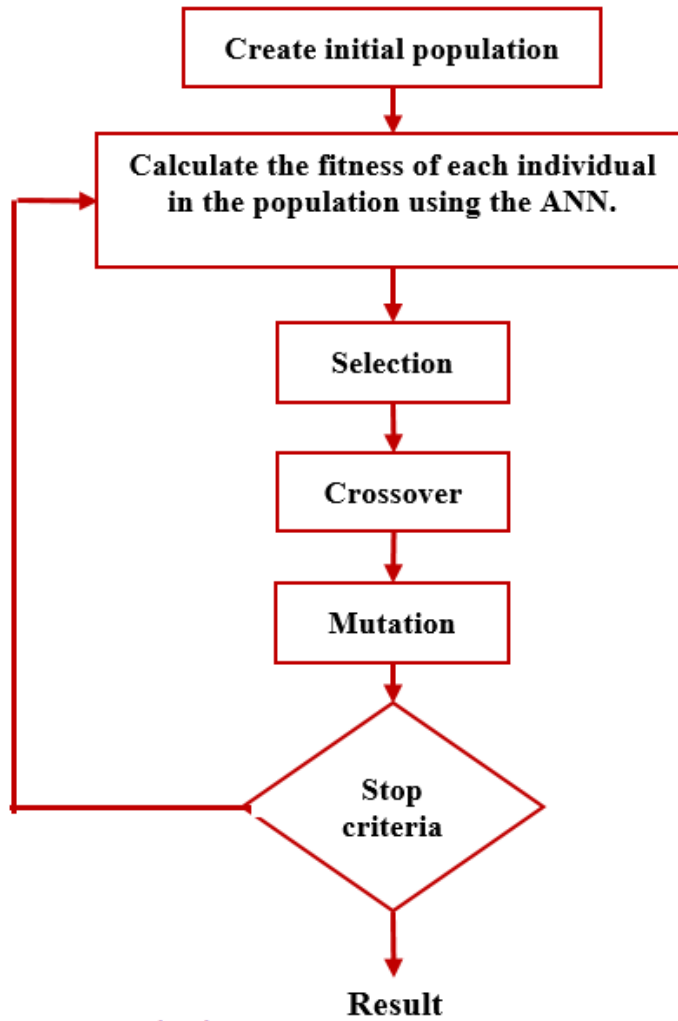 Create initial population
Calculate the fitness of each individual
in the population using the ANN.
Selection
Crossover
Mutation
Stop
criteria
Result